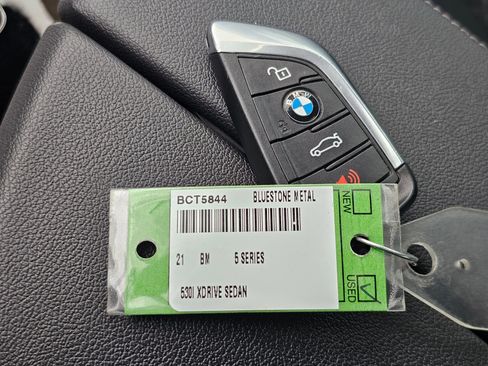 BMW
BCT5844 BLUESTONE METAL
21 BM 5 SERIES
530I XDRIVE SEDAN
NEW
USED